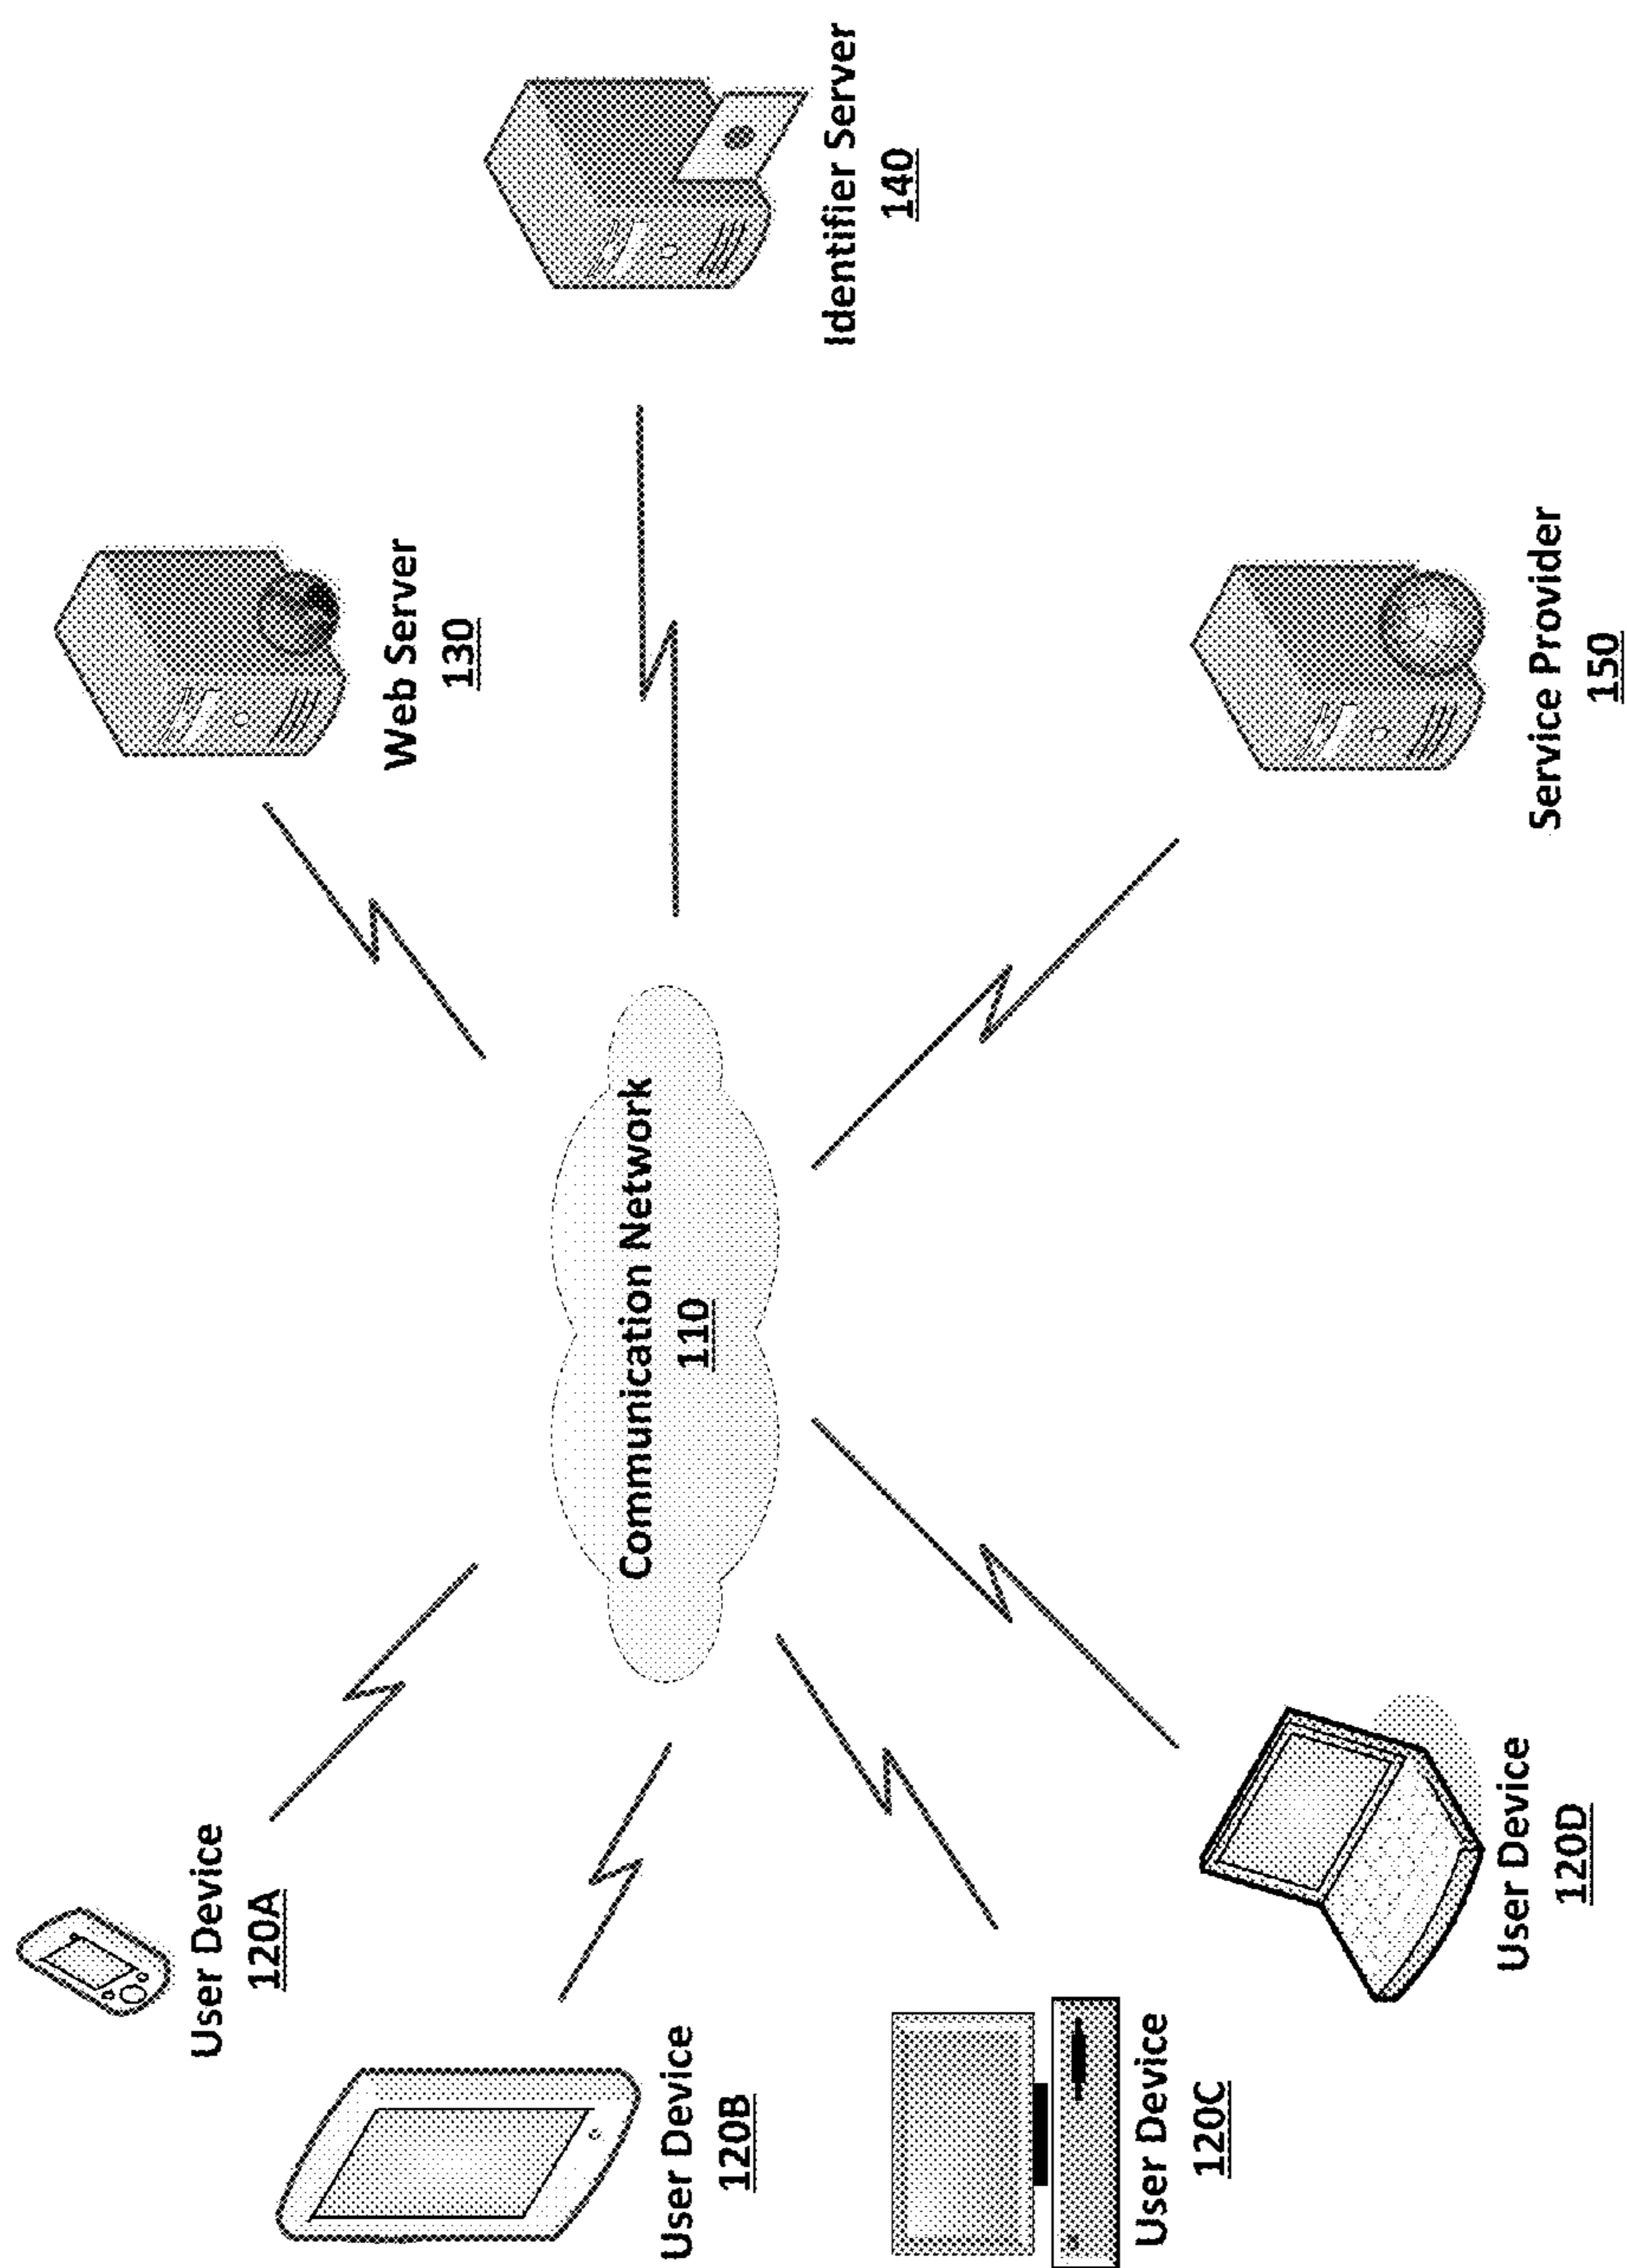 User Device
120A
User Device
120B
User Device
120C
User Device
120D
Communication Network
110
Web Server
130
Identifier Server
140
Service Provider
150